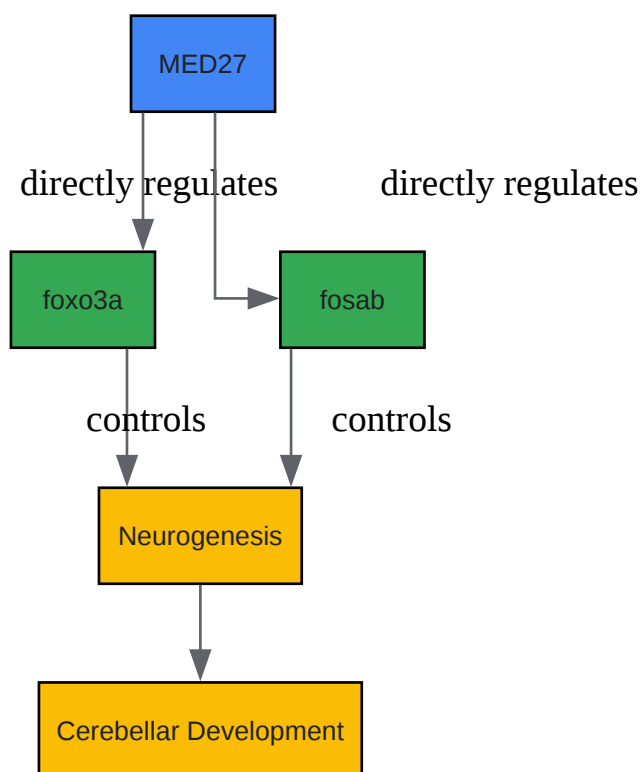 MED27
directly regulates directly regulates
foxo3a fosab
controls controls
Neurogenesis
Cerebellar Development